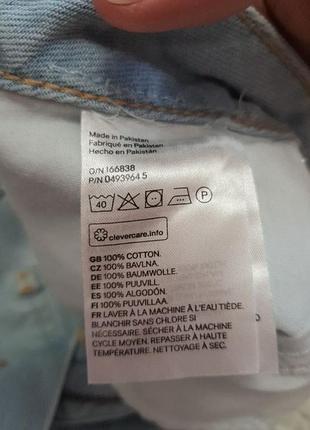 Made in Pakistan
Fabriqué en Pakistan
Hecho en Pakistán
O/N 166838
P/N 0493964 5
40 P
clevercare.info
GB 100% COTTON.
CZ 100% BAVLNA.
DE 100% BAUMWOLLE.
EE 100% PUUVILL.
ES 100% ALGODÓN.
FI 100% PUUVILLAA.
FR LAVER À LA MACHINE À L'EAU TIÈDE.
BLANCHIR SANS CHLORE SI
NÉCESSAIRE. SÉCHER À LA MACHINE
CYCLE MOYEN. REPASSER À HAUTE
TEMPÉRATURE. NETTOYAGE À SEC.